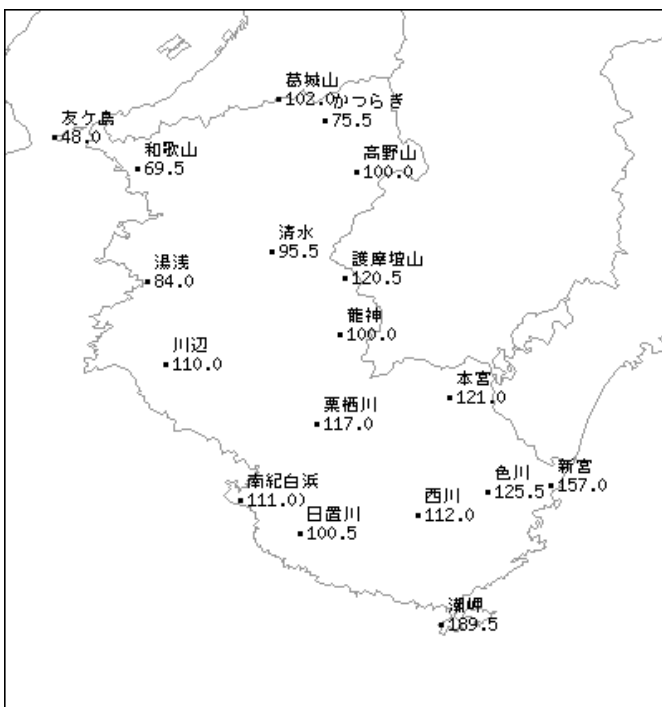 葛城山
102.0
かつらぎ
75.5
友ケ島
48.0
和歌山
69.5
高野山
100.0
清水
95.5
護摩壇山
120.5
湯浅
84.0
龍神
100.0
川辺
110.0
本宮
121.0
栗栖川
117.0
新宮
157.0
色川
125.5
南紀白浜
111.0)
西川
112.0
日置川
100.5
潮岬
189.5